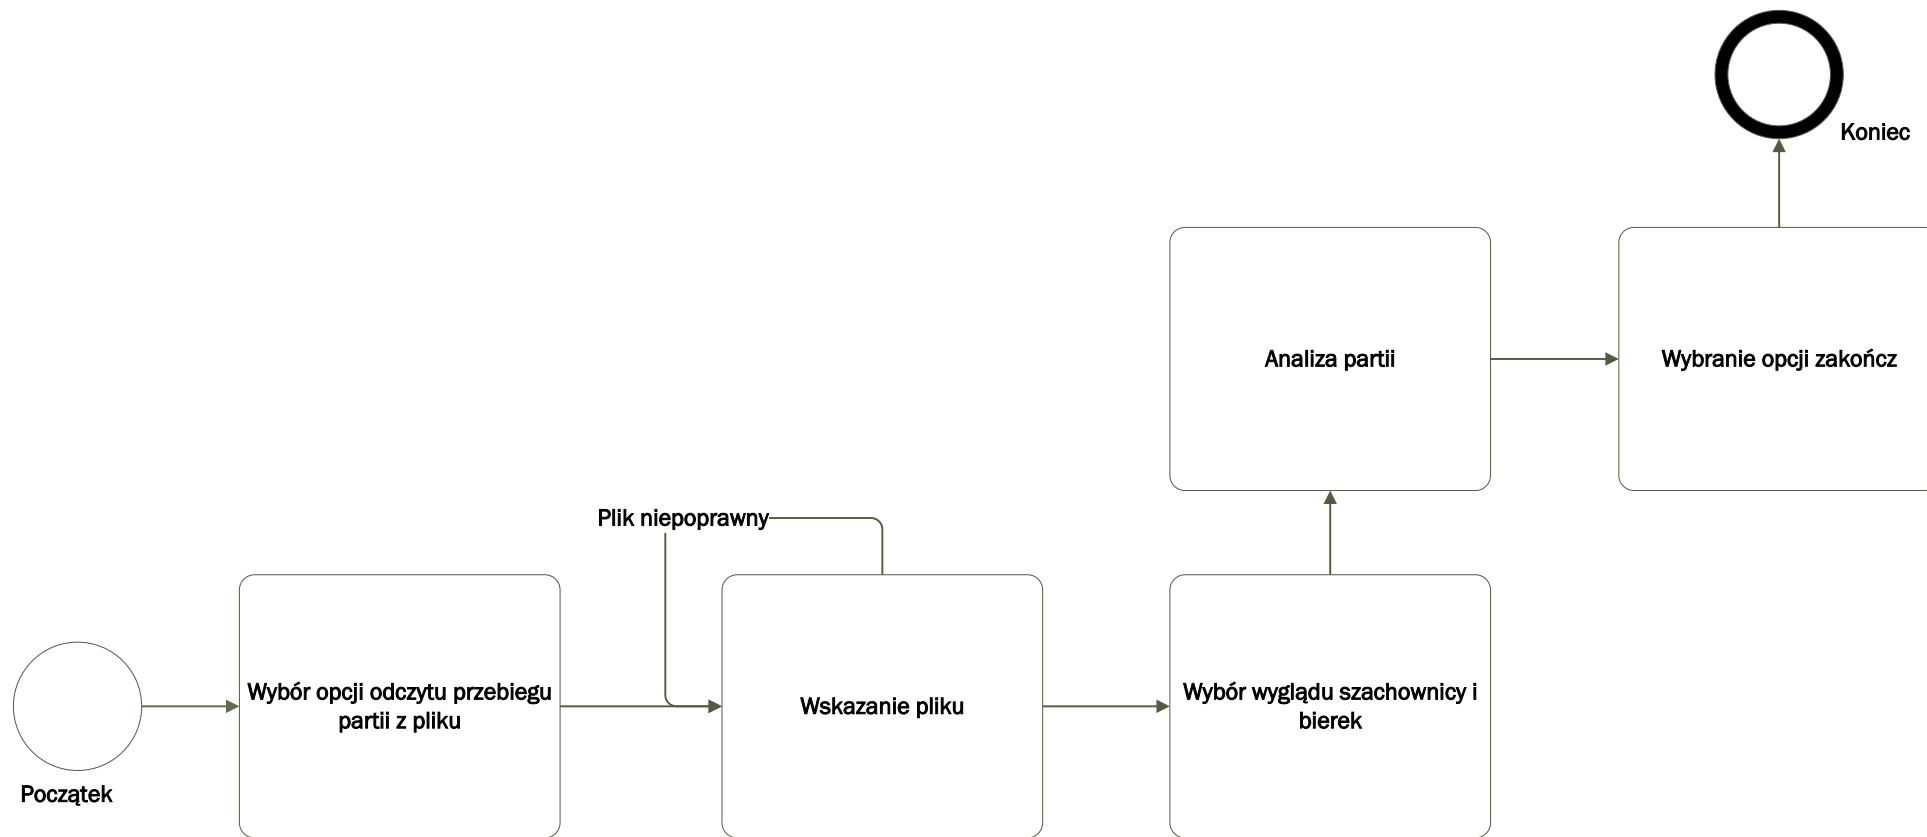 Koniec
Analiza partii
Wybranie opcji zakończ
Plik niepoprawny
Wybór opcji odczytu przebiegu
partii z pliku
Wskazanie pliku
Wybór wyglądu szachownicy i
bierek
Początek